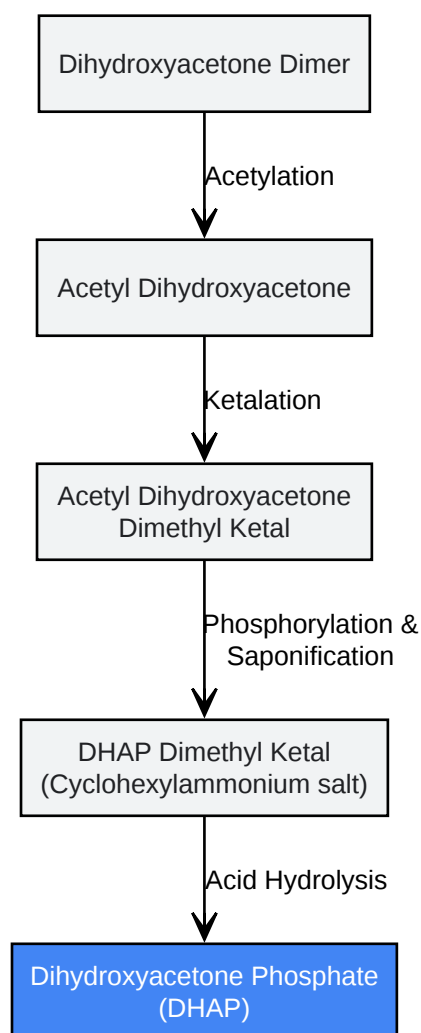 Dihydroxyacetone Dimer
Acetylation
Acetyl Dihydroxyacetone
Ketalation
Acetyl Dihydroxyacetone
Dimethyl Ketal
Phosphorylation &
Saponification
DHAP Dimethyl Ketal
(Cyclohexylammonium salt)
Acid Hydrolysis
Dihydroxyacetone Phosphate
(DHAP)